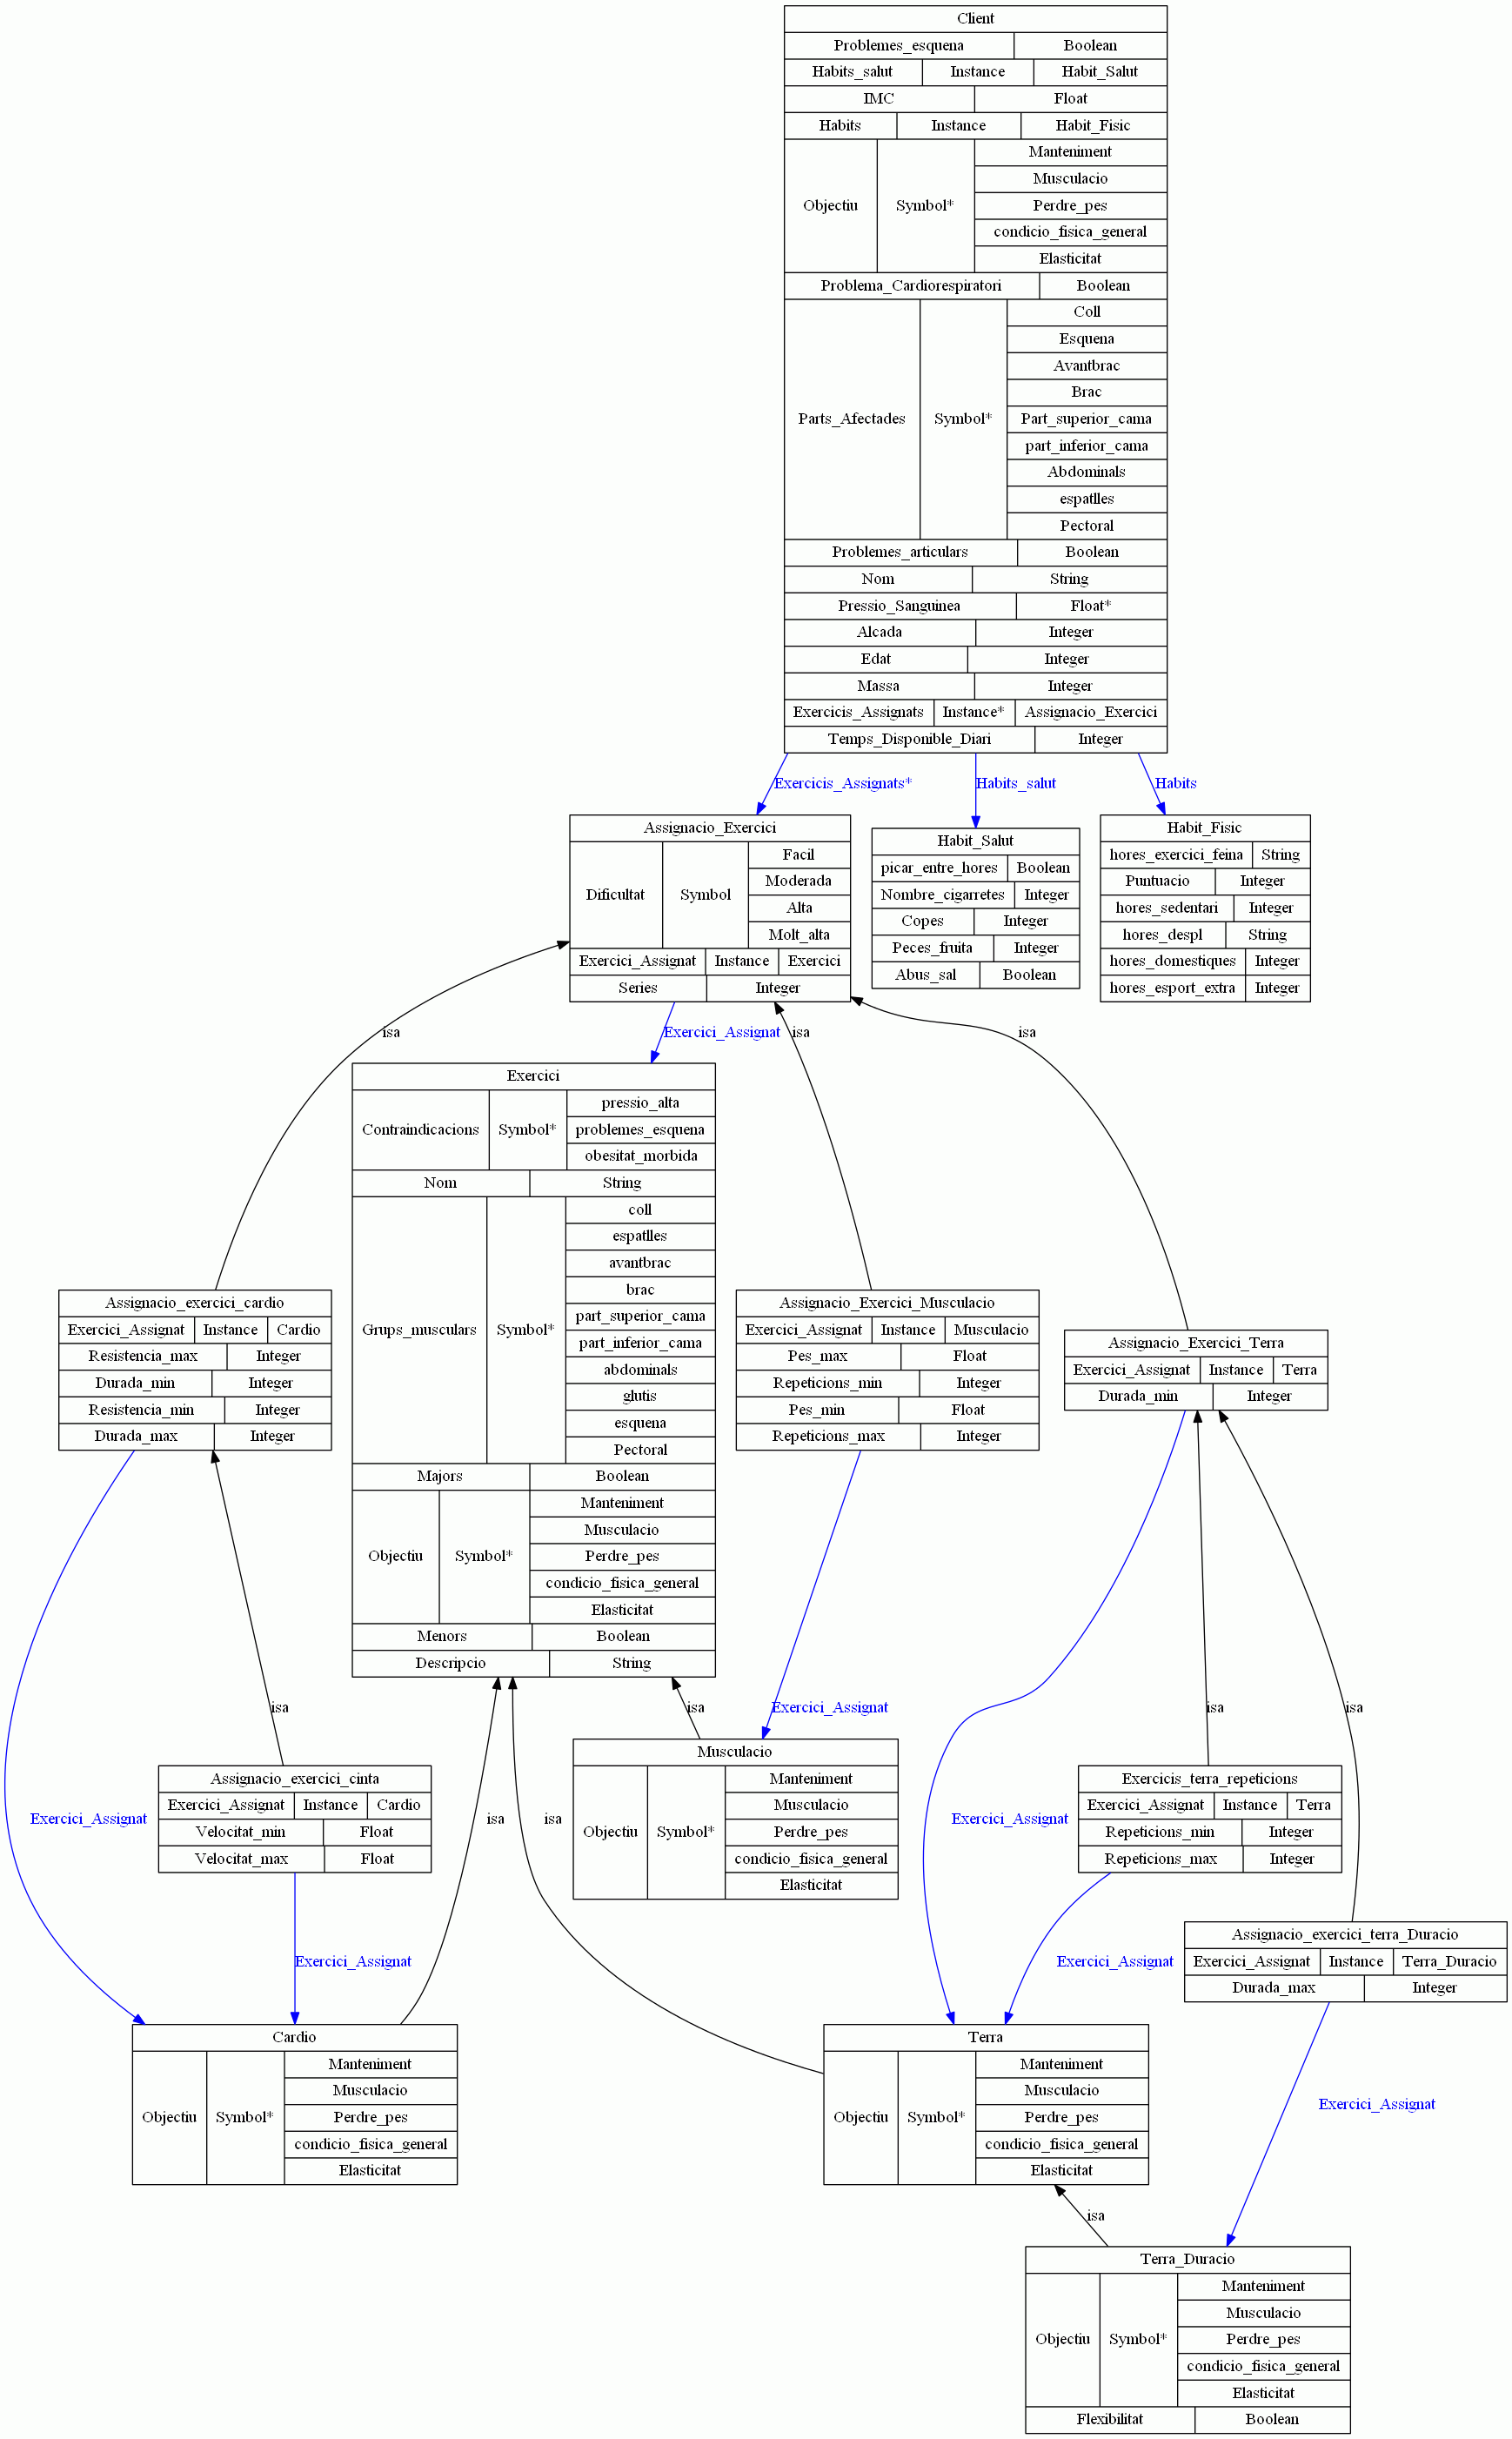 Client
Problemes_esquena Boolean
Habits_salut Instance Habit_Salut
IMC Float
Habits Instance Habit_Fisic
Objectiu Symbol* Manteniment
Musculacio
Perdre_pes
condicio_fisica_general
Elasticitat
Problema_Cardiorespiratori Boolean
Parts_Afectades Symbol* Coll
Esquena
Avantbrac
Brac
Part_superior_cama
part_inferior_cama
Abdominals
espatlles
Pectoral
Problemes_articulars Boolean
Nom String
Pressio_Sanguinea Float*
Alcada Integer
Edat Integer
Massa Integer
Exercicis_Assignats Instance* Assignacio_Exercici
Temps_Disponible_Diari Integer
Exercicis_Assignats*
Habits_salut
Habits
Assignacio_Exercici
Dificultat Symbol Facil
Moderada
Alta
Molt_alta
Exercici_Assignat Instance Exercici
Series Integer
Habit_Salut
picar_entre_hores Boolean
Nombre_cigarretes Integer
Copes Integer
Peces_fruita Integer
Abus_sal Boolean
Habit_Fisic
hores_exercici_feina String
Puntuacio Integer
hores_sedentari Integer
hores_despl String
hores_domestiques Integer
hores_esport_extra Integer
isa
Exercici_Assignat
isa
isa
Exercici
Contraindicacions Symbol* pressio_alta
problemes_esquena
obesitat_morbida
Nom String
Grups_musculars Symbol* coll
espatlles
avantbrac
brac
part_superior_cama
part_inferior_cama
abdominals
glutis
esquena
Pectoral
Majors Boolean
Objectiu Symbol* Manteniment
Musculacio
Perdre_pes
condicio_fisica_general
Elasticitat
Menors Boolean
Descripcio String
Assignacio_exercici_cardio
Exercici_Assignat Instance Cardio
Resistencia_max Integer
Durada_min Integer
Resistencia_min Integer
Durada_max Integer
Assignacio_Exercici_Musculacio
Exercici_Assignat Instance Musculacio
Pes_max Float
Repeticions_min Integer
Pes_min Float
Repeticions_max Integer
Assignacio_Exercici_Terra
Exercici_Assignat Instance Terra
Durada_min Integer
isa
isa
Exercici_Assignat
isa
isa
Musculacio
Objectiu Symbol* Manteniment
Musculacio
Perdre_pes
condicio_fisica_general
Elasticitat
Assignacio_exercici_cinta
Exercici_Assignat Instance Cardio
Velocitat_min Float
Velocitat_max Float
Exercicis_terra_repeticions
Exercici_Assignat Instance Terra
Repeticions_min Integer
Repeticions_max Integer
Exercici_Assignat
isa
isa
Exercici_Assignat
Assignacio_exercici_terra_Duracio
Exercici_Assignat Instance Terra_Duracio
Durada_max Integer
Exercici_Assignat
Exercici_Assignat
Cardio
Objectiu Symbol* Manteniment
Musculacio
Perdre_pes
condicio_fisica_general
Elasticitat
Terra
Objectiu Symbol* Manteniment
Musculacio
Perdre_pes
condicio_fisica_general
Elasticitat
Exercici_Assignat
isa
Terra_Duracio
Objectiu Symbol* Manteniment
Musculacio
Perdre_pes
condicio_fisica_general
Elasticitat
Flexibilitat Boolean